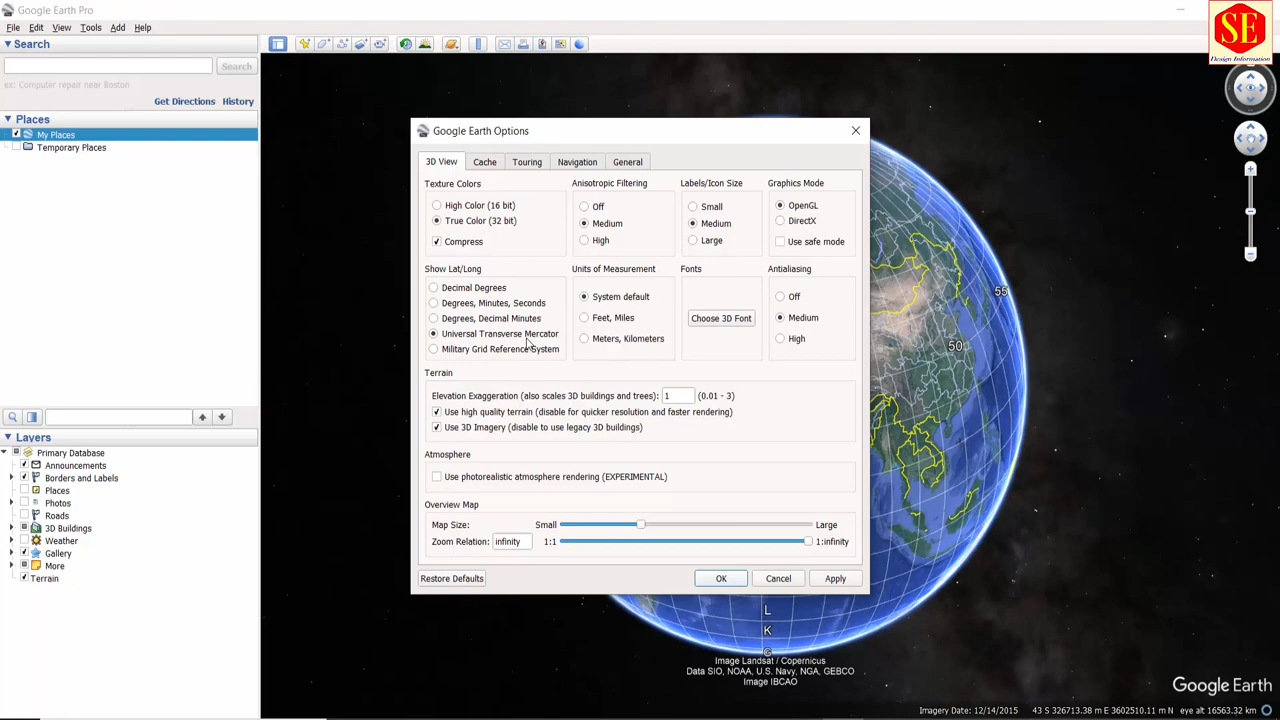 Google Earth Pro
File Edit View Tools Add Help
SE
Design Information
Search
Search
ex: Computer repair near Boston
Get Directions History
Places
My Places
Temporary Places
Layers
Primary Database
Announcements
Borders and Labels
Places
Photos
Roads
3D Buildings
Weather
Gallery
More
Terrain
Google Earth Options
3D View Cache Touring Navigation General
Texture Colors
High Color (16 bit)
True Color (32 bit)
Compress
Anisotropic Filtering
Off
Medium
High
Labels/Icon Size
Small
Medium
Large
Graphics Mode
OpenGL
DirectX
Use safe mode
Show Lat/Long
Decimal Degrees
Degrees, Minutes, Seconds
Degrees, Decimal Minutes
Universal Transverse Mercator
Military Grid Reference System
Units of Measurement
System default
Feet, Miles
Meters, Kilometers
Fonts
Choose 3D Font
Antialiasing
Off
Medium
High
Terrain
Elevation Exaggeration (also scales 3D buildings and trees): 1 (0.01 - 3)
Use high quality terrain (disable for quicker resolution and faster rendering)
Use 3D Imagery (disable to use legacy 3D buildings)
Atmosphere
Use photorealistic atmosphere rendering (EXPERIMENTAL)
Overview Map
Map Size: Small Large
Zoom Relation: infinity 1:1 1:infinity
Restore Defaults OK Cancel Apply
55
50
L
K
Image Landsat / Copernicus
Data SIO, NOAA, U.S. Navy, NGA, GEBCO
Image IBCAO
Google Earth
Imagery Date: 12/14/2015 43 S 326713.38 m E 3602510.11 m N eye alt 16563.32 km